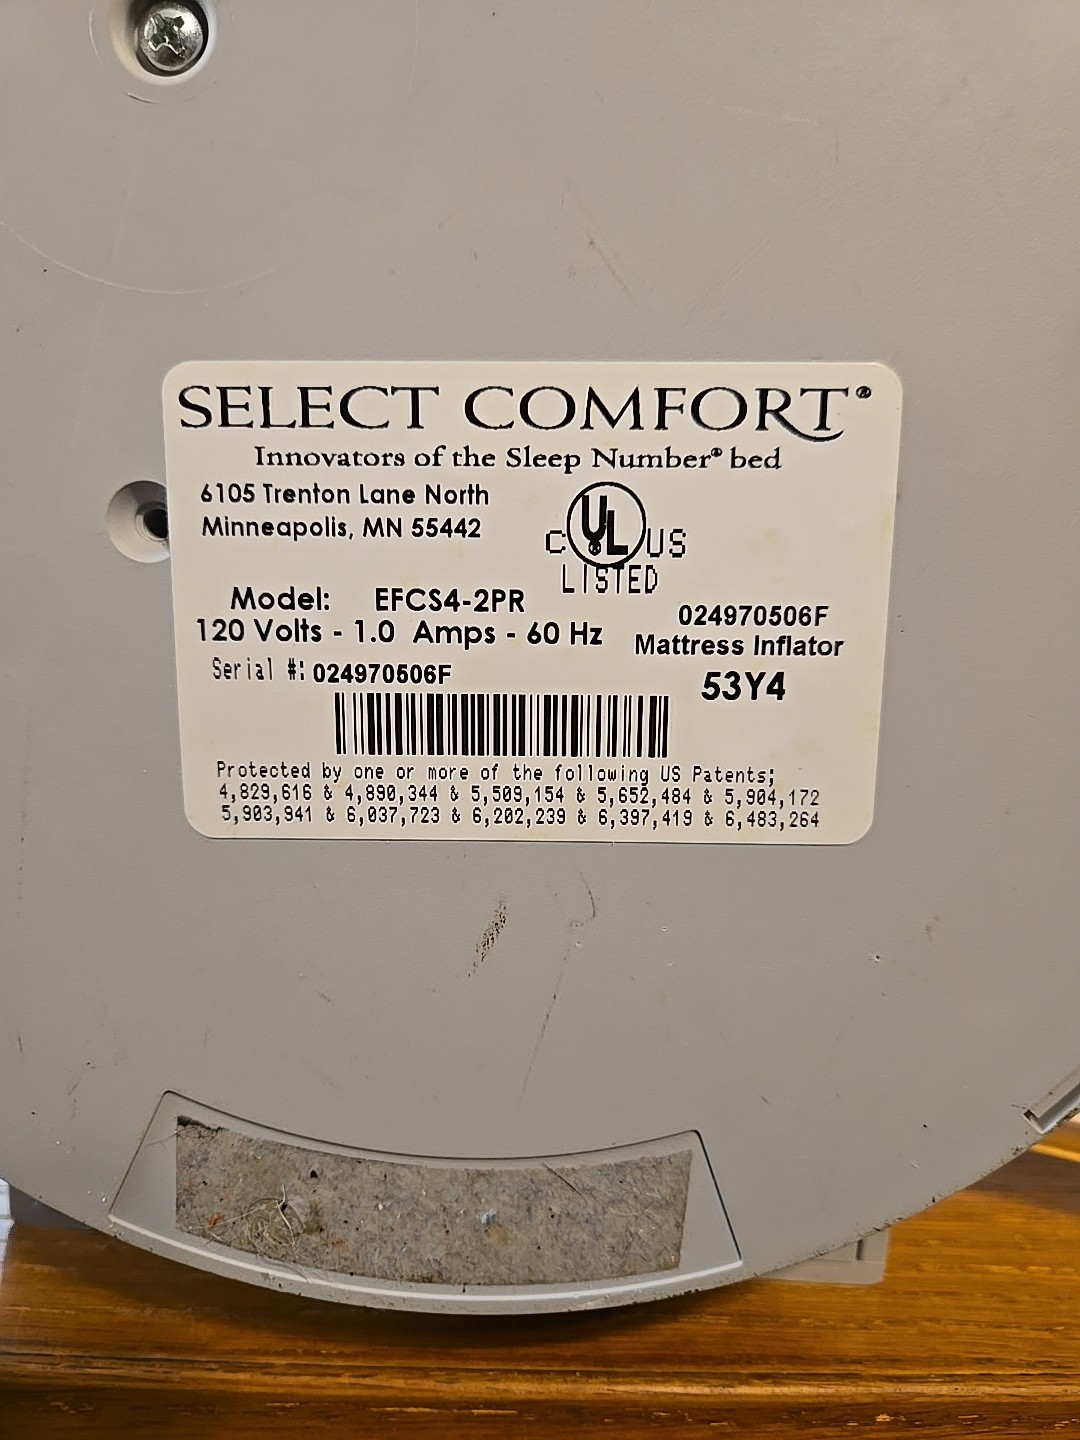 SELECT COMFORT®
Innovators of the Sleep Number® bed
6105 Trenton Lane North
Minneapolis, MN 55442
C UL US
LISTED
Model: EFCS4-2PR
120 Volts - 1.0 Amps - 60 Hz
Serial #: 024970506F
024970506F
Mattress Inflator
53Y4
Protected by one or more of the following US Patents;
4,829,616 & 4,890,344 & 5,509,154 & 5,652,484 & 5,904,172
5,903,941 & 6,037,723 & 6,202,239 & 6,397,419 & 6,483,264